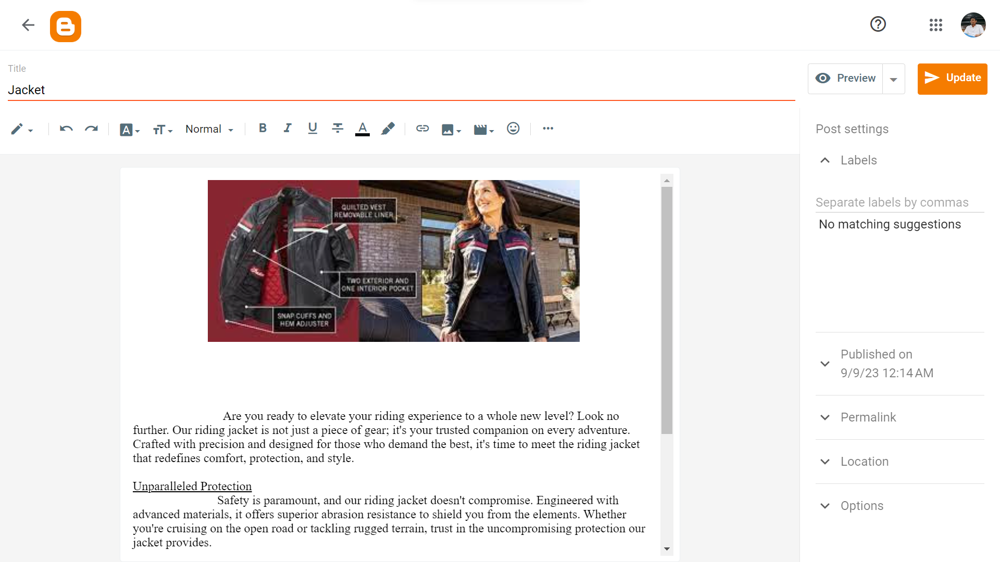 Title
Jacket
Preview
Update
Normal
B I U A
Post settings
Labels
Separate labels by commas
No matching suggestions
Published on
9/9/23 12:14 AM
Permalink
Location
Options
QUILTED VEST
REMOVABLE LINER
TWO EXTERIOR AND
ONE INTERIOR POCKET
SNAP CUFFS AND
HEM ADJUSTER
Are you ready to elevate your riding experience to a whole new level? Look no
further. Our riding jacket is not just a piece of gear; it's your trusted companion on every adventure.
Crafted with precision and designed for those who demand the best, it's time to meet the riding jacket
that redefines comfort, protection, and style.
Unparalleled Protection
Safety is paramount, and our riding jacket doesn't compromise. Engineered with
advanced materials, it offers superior abrasion resistance to shield you from the elements. Whether
you're cruising on the open road or tackling rugged terrain, trust in the uncompromising protection our
jacket provides.